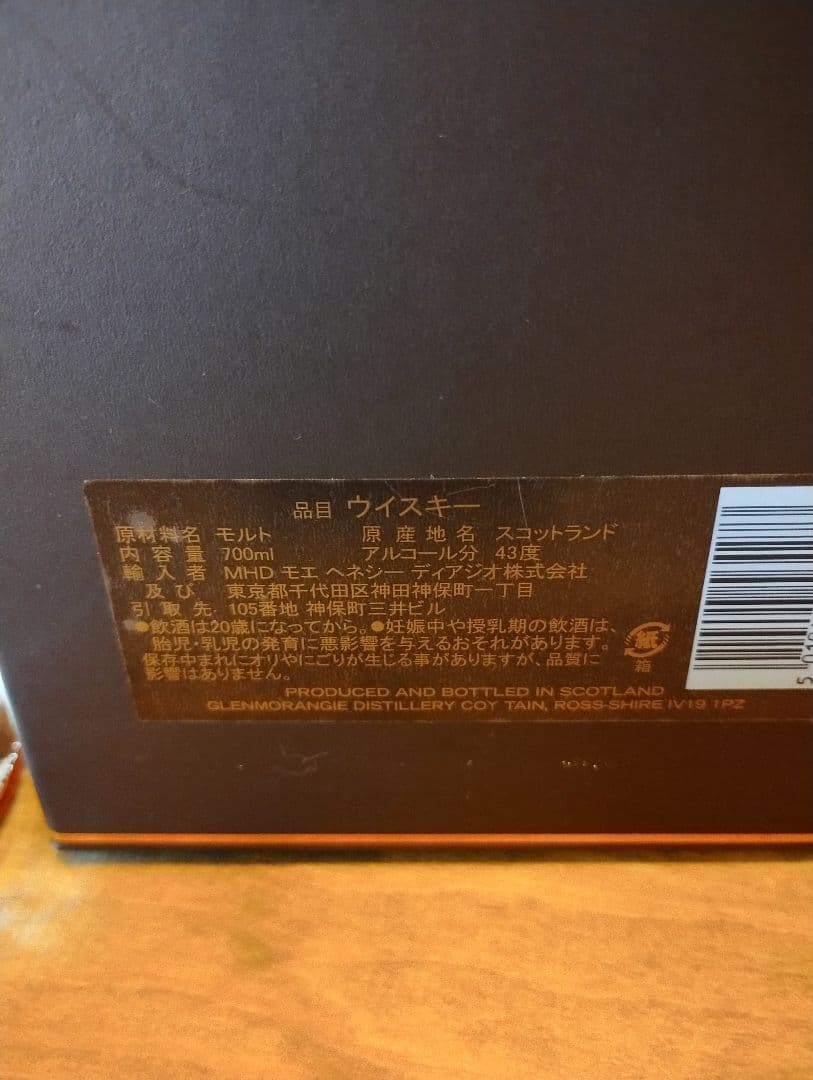 品目 ウイスキー
原材料名 モルト 原産地名 スコットランド
内容量 700ml アルコール分 43度
輸入者 MHD モエ ヘネシー ディアジオ株式会社
及び 東京都千代田区神田神保町一丁目
引取先 105番地 神保町三井ビル
●飲酒は20歳になってから。●妊娠中や授乳期の飲酒は、
胎児・乳児の発育に悪影響を与えるおそれがあります。
保存中まれにオリやにごりが生じる事がありますが、品質に
影響はありません。
紙
箱
PRODUCED AND BOTTLED IN SCOTLAND
GLENMORANGIE DISTILLERY COY TAIN, ROSS-SHIRE IV19 1PZ